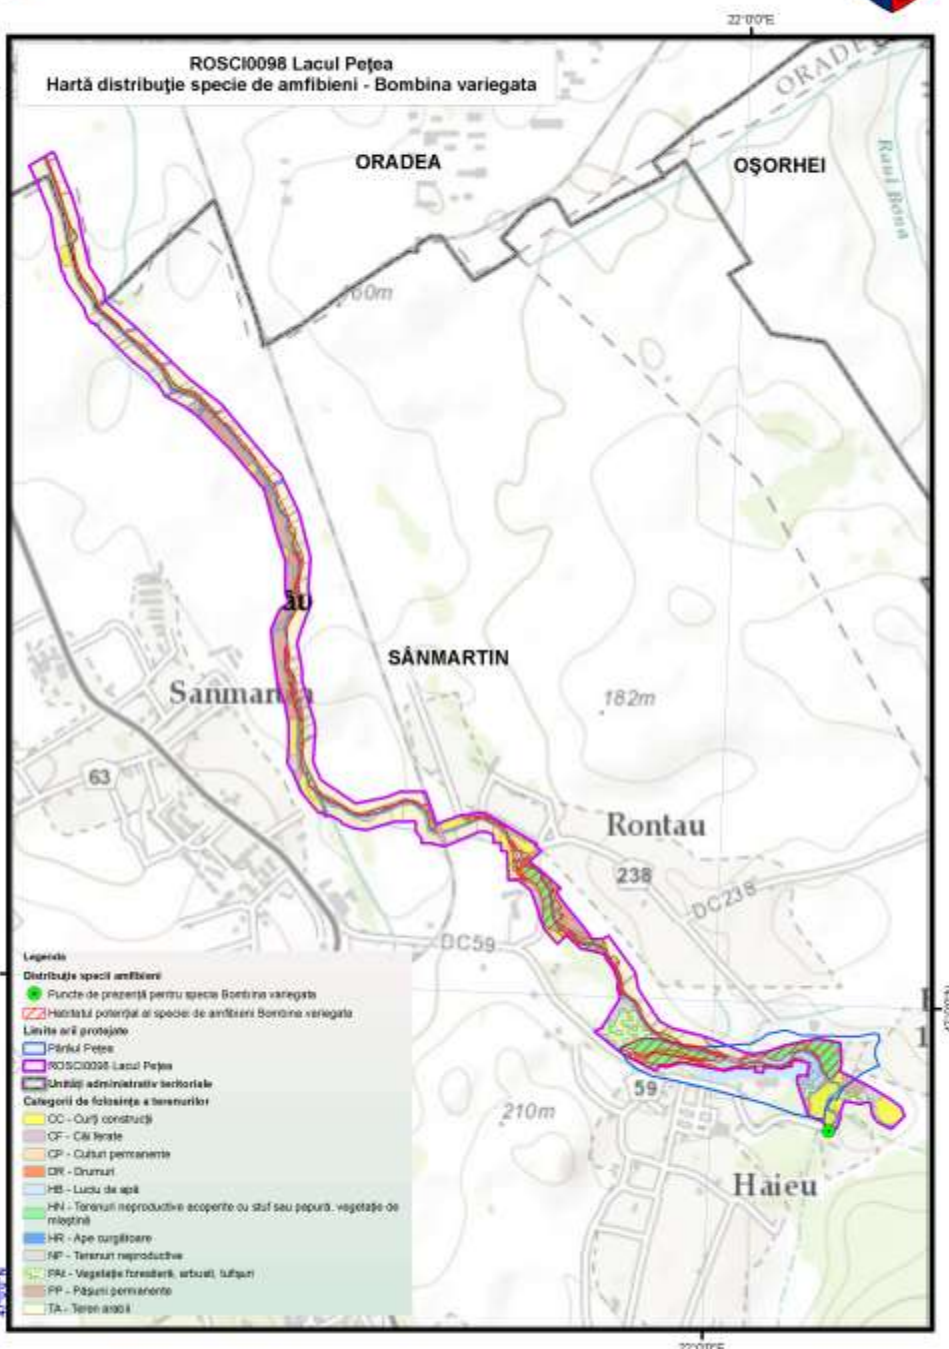 22°0'0"E
ROSCI0098 Lacul Peţea
Hartă distribuţie specie de amfibieni - Bombina variegata
ORADEA
ORADEA
OŞORHEI
160m
SÂNMARTIN
Sanmartin
182m
63
Rontau
238
DC238
DC59
59
210m
Haieu
Legenda
Distribuţie specii amfibieni
Puncte de prezenţă pentru specia Bombina variegata
Habitatul potenţial al speciei de amfibieni Bombina variegata
Limite arii protejate
Pârâul Peţea
ROSCI0098 Lacul Peţea
Unităţi administrativ teritoriale
Categorii de folosinţa a terenurilor
CC - Curţi construcţii
CF - Căi ferate
CP - Culturi permanente
DR - Drumuri
HB - Luciu de apă
HN - Terenuri neproductive acoperite cu stuf sau papură, vegetaţie de
mlaştină
HR - Ape curgătoare
NP - Terenuri neproductive
- Vegetaţie forestieră, arbusti, tufişuri
PP - Păşuni permanente
TA - Teren arabil
22°0'0"E